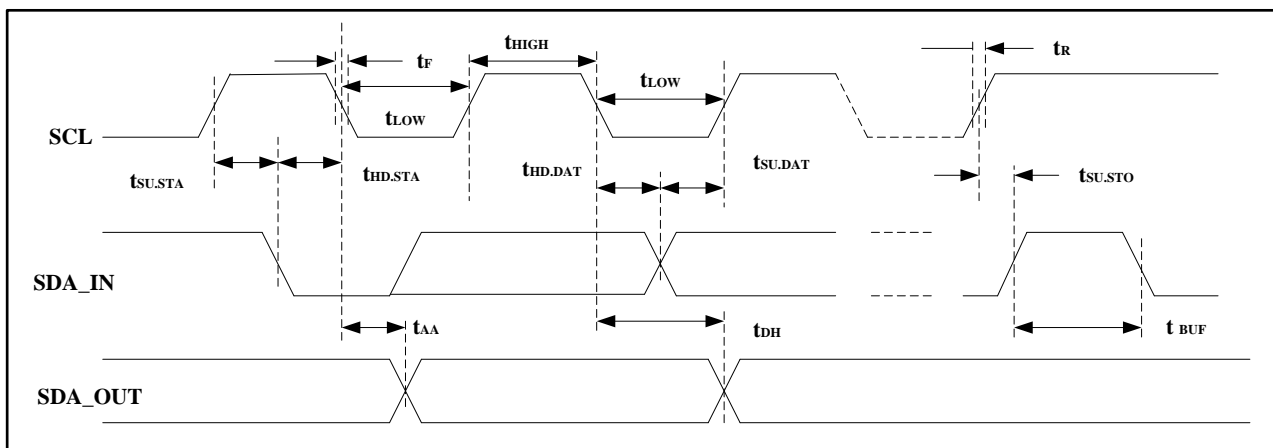 tHIGH
tR
tF
tLOW
tLOW
SCL
tSU.STA
tHD.STA
tHD.DAT
tSU.DAT
tSU.STO
SDA_IN
tAA
tDH
t BUF
SDA_OUT